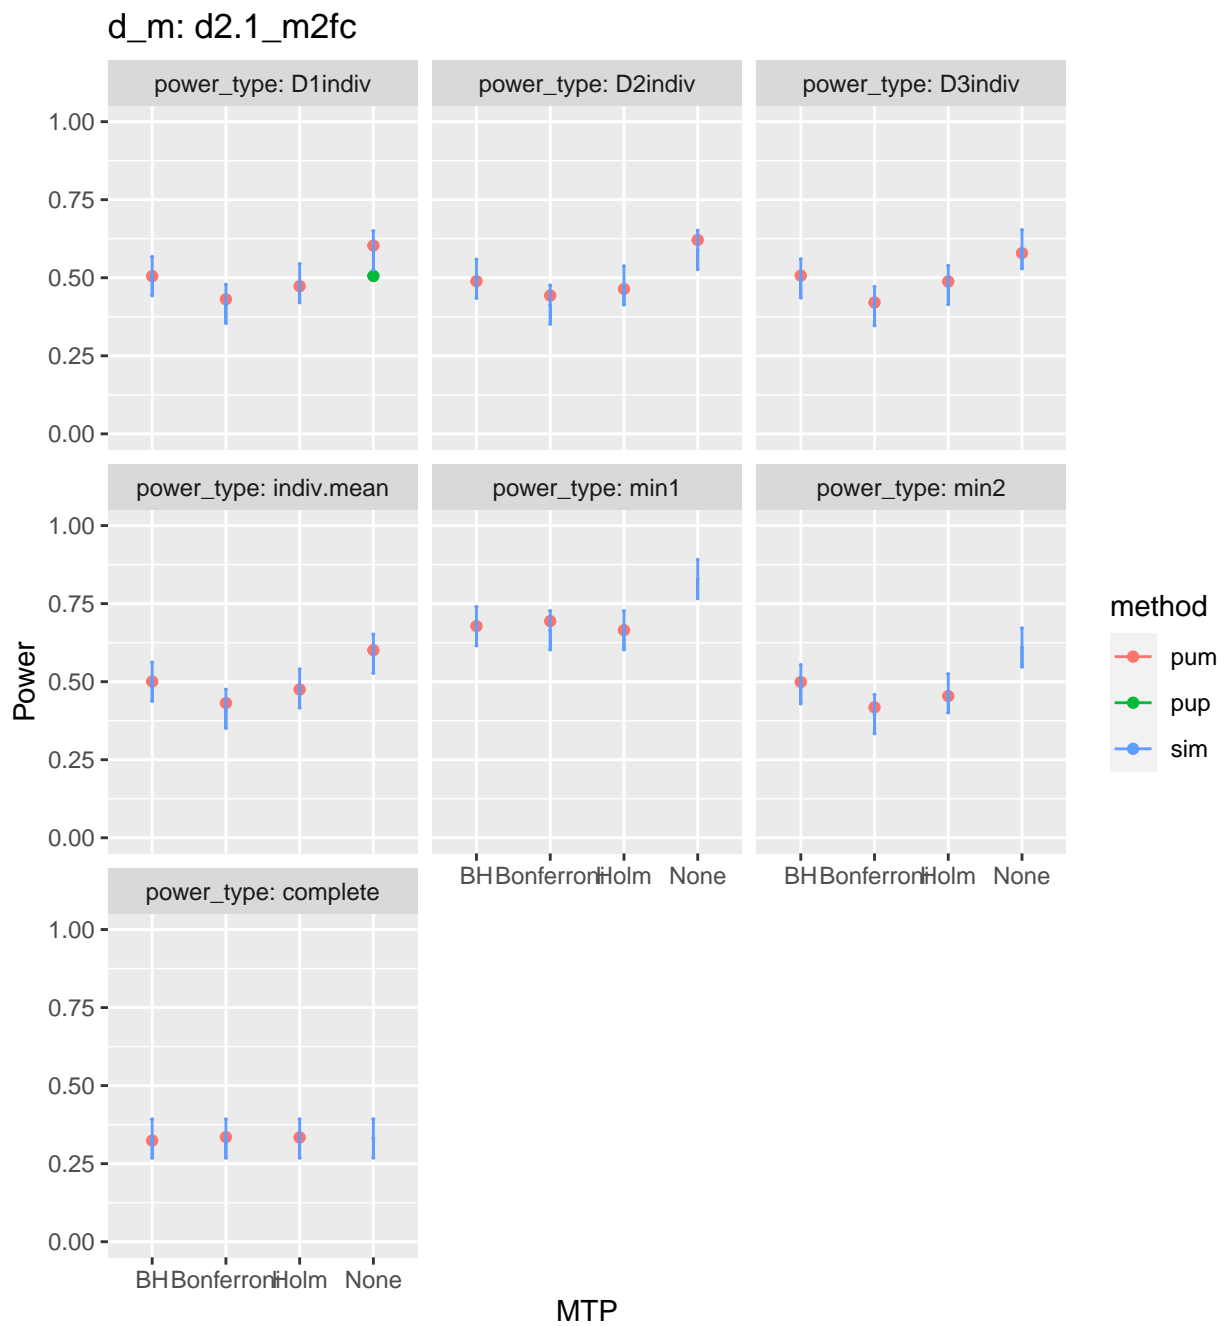 d_m: d2.1_m2fc
power_type: D1indiv power_type: D2indiv power_type: D3indiv
1.00
0.75
0.50
0.25
0.00
power_type: indiv.mean power_type: min1 power_type: min2
1.00
0.75
0.50
0.25
0.00
BH Bonferroni Holm None BH Bonferroni Holm None
power_type: complete
1.00
0.75
0.50
0.25
0.00
BH Bonferroni Holm None
MTP
Power
method
pum
pup
sim